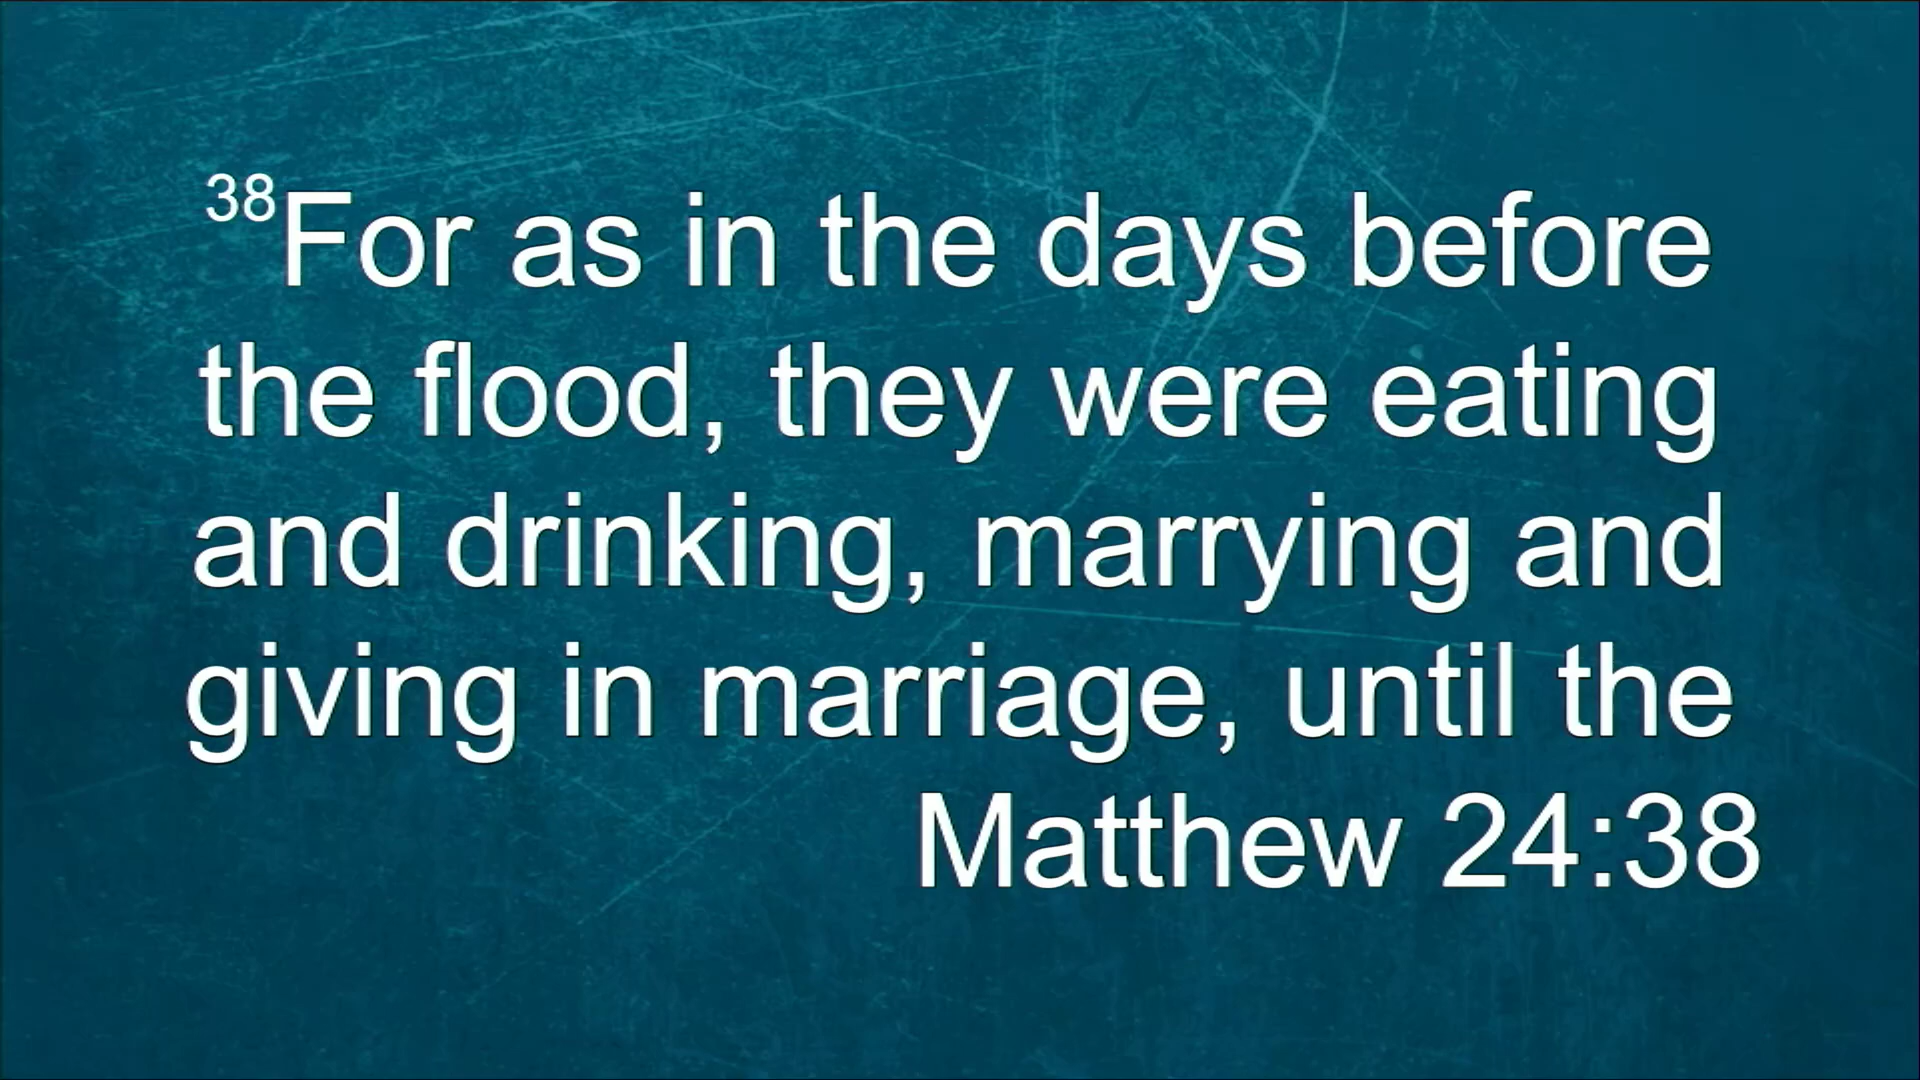 38For as in the days before
the flood, they were eating
and drinking, marrying and
giving in marriage, until the
Matthew 24:38